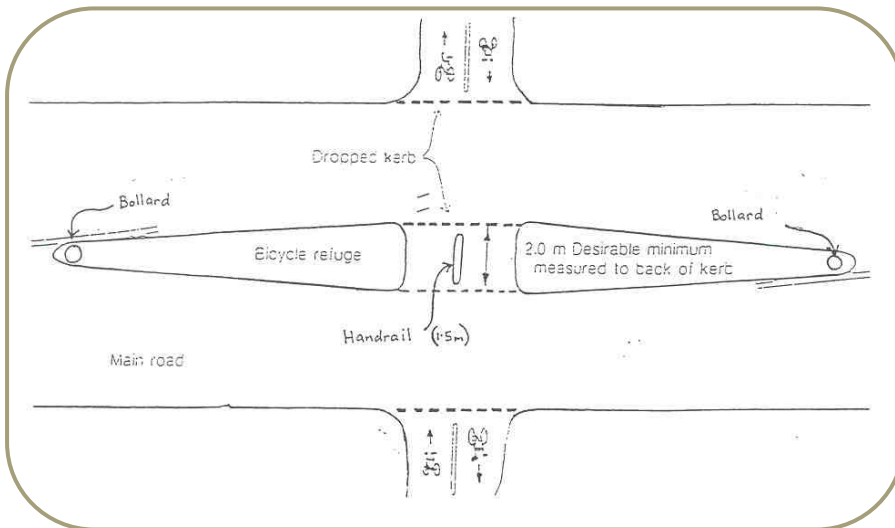 Dropped kerb
Bollard
Bollard
Bicycle refuge
2.0 m Desirable minimum
measured to back of kerb
Handrail (1.5m)
Main road